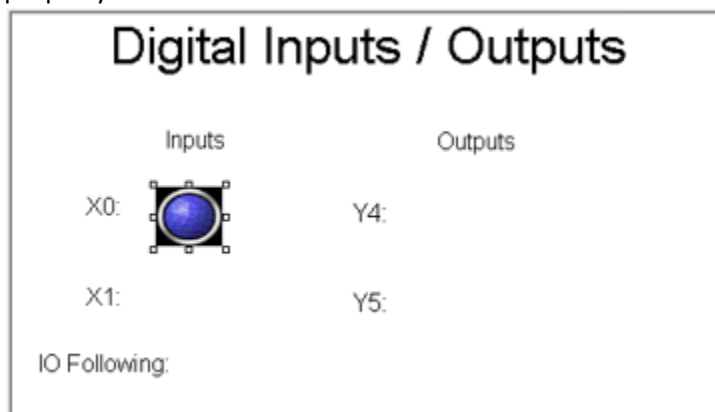 Digital Inputs / Outputs
Inputs Outputs
X0: Y4:
X1: Y5:
IO Following: